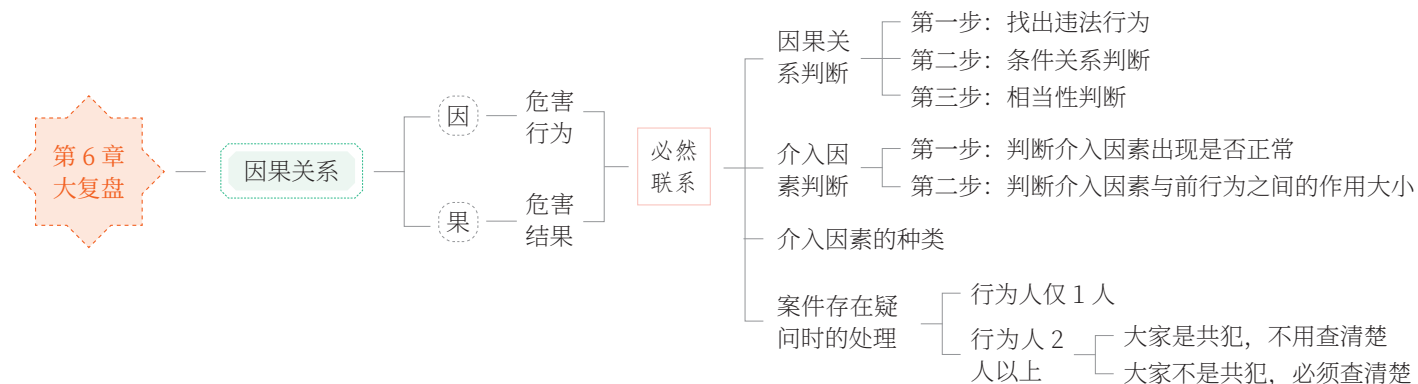 第 6 章
大复盘
因果关系
因
危害
行为
果
危害
结果
必然
联系
因果关
系判断
第一步：找出违法行为
第二步：条件关系判断
第三步：相当性判断
介入因
素判断
第一步：判断介入因素出现是否正常
第二步：判断介入因素与前行为之间的作用大小
介入因素的种类
案件存在疑
问时的处理
行为人仅 1 人
行为人 2
人以上
大家是共犯，不用查清楚
大家不是共犯，必须查清楚